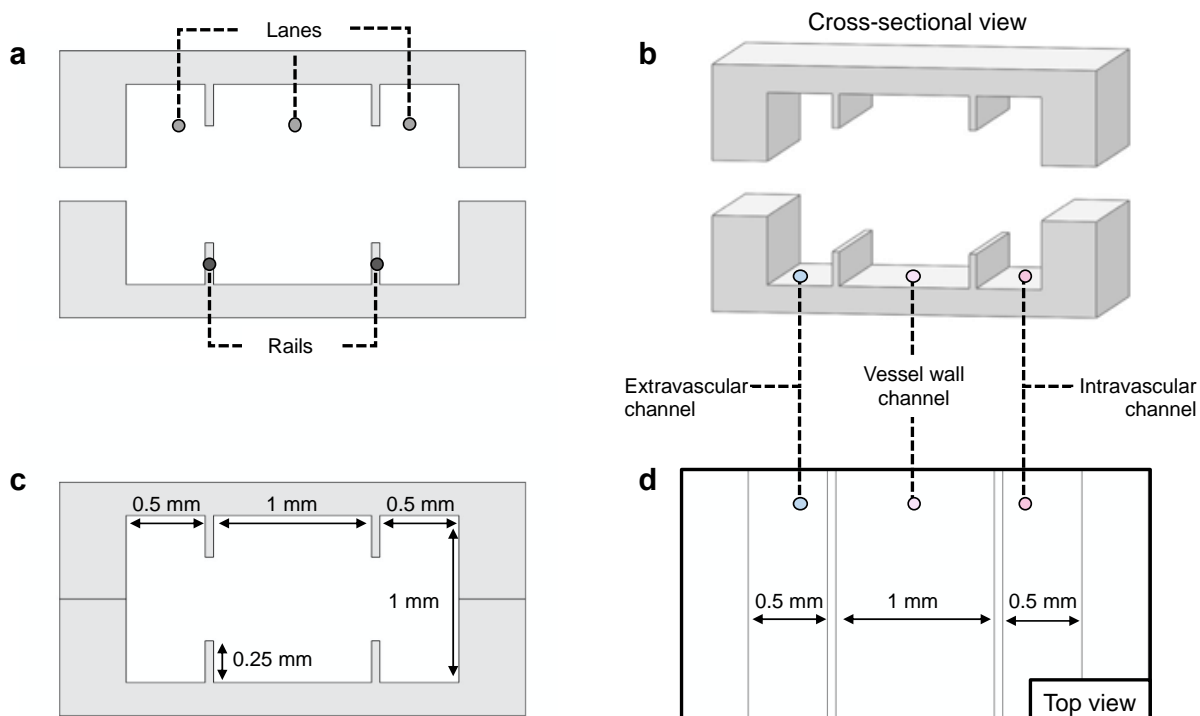 a
Lanes
Rails
Cross-sectional view
b
Extravascular
channel
Vessel wall
channel
Intravascular
channel
c
0.5 mm
1 mm
0.5 mm
1 mm
0.25 mm
d
0.5 mm
1 mm
0.5 mm
Top view